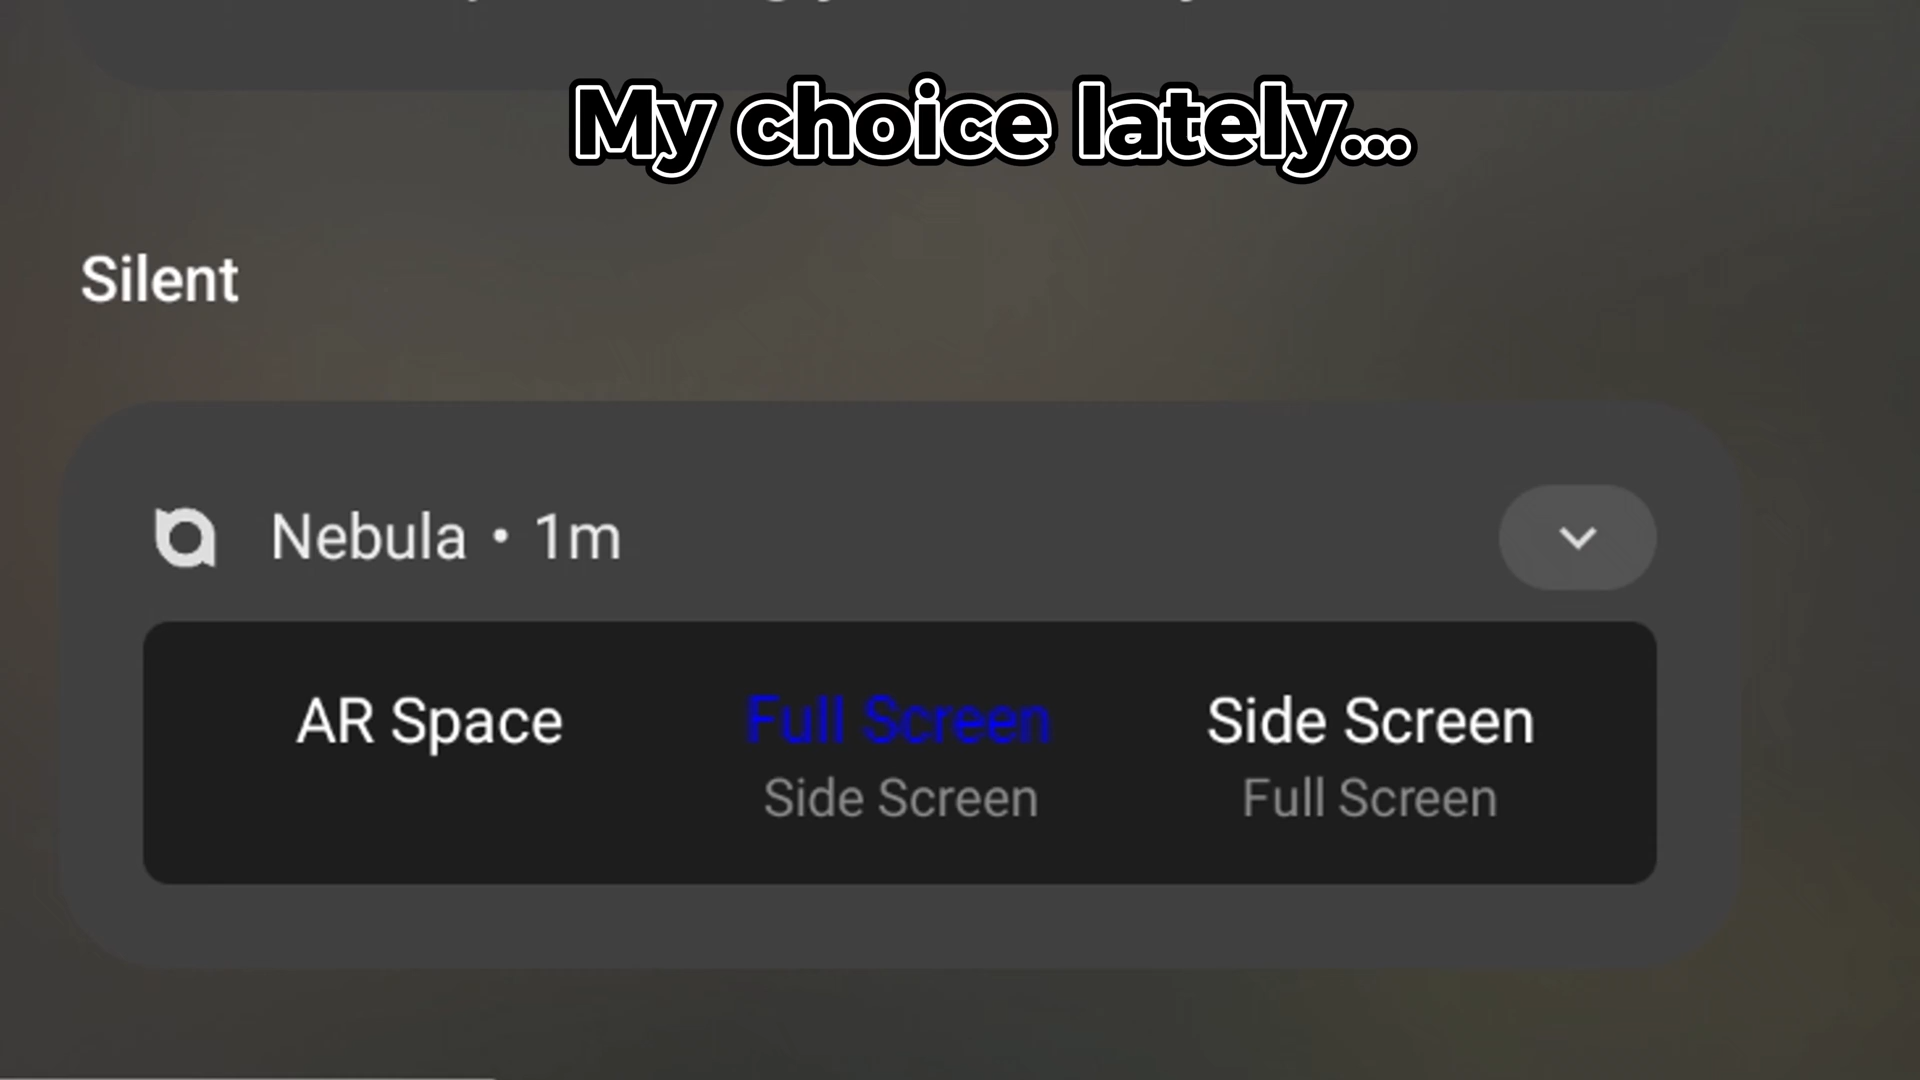 My choice lately...
Silent
Nebula • 1m
AR Space Full Screen Side Screen
Side Screen Full Screen